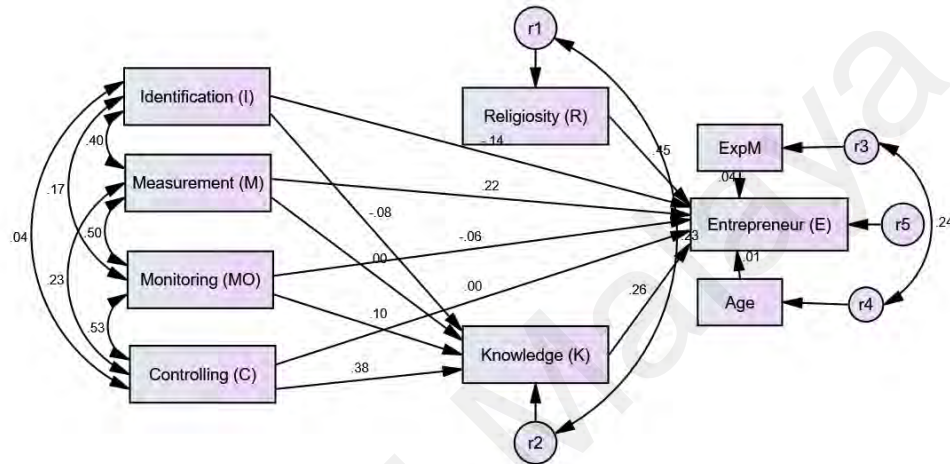 r1
Identification (I)
Religiosity (R)
-.14
.45
ExpM
r3
.40
.04
Measurement (M)
.17
.22
-.08
Entrepreneur (E)
r5
.24
.50
.04
-.06
.23
.01
.23
Monitoring (MO)
.00
.00
.26
Age
r4
.10
.53
Knowledge (K)
Controlling (C)
.38
r2
Malaya